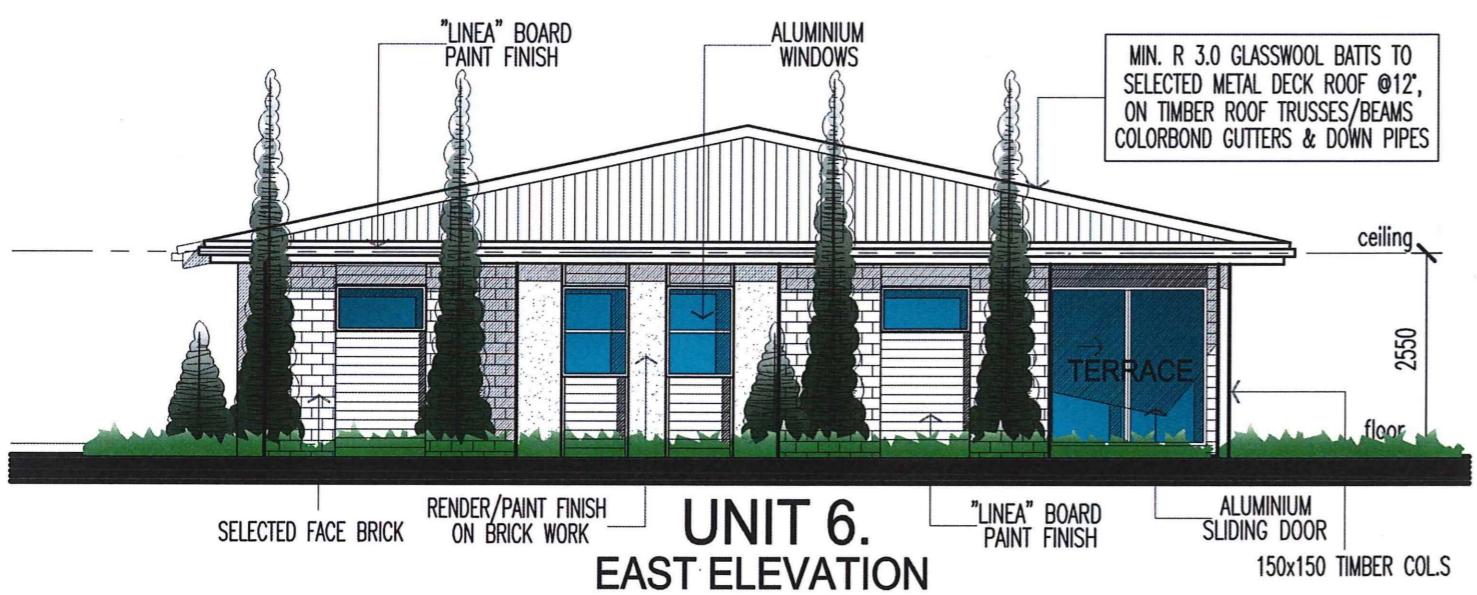 "LINEA" BOARD
PAINT FINISH
ALUMINIUM
WINDOWS
MIN. R 3.0 GLASSWOOL BATTS TO
SELECTED METAL DECK ROOF @12°,
ON TIMBER ROOF TRUSSES/BEAMS
COLORBOND GUTTERS & DOWN PIPES
ceiling
2550
TERRACE
floor
SELECTED FACE BRICK
RENDER/PAINT FINISH
ON BRICK WORK
UNIT 6.
EAST ELEVATION
"LINEA" BOARD
PAINT FINISH
ALUMINIUM
SLIDING DOOR
150x150 TIMBER COL.S